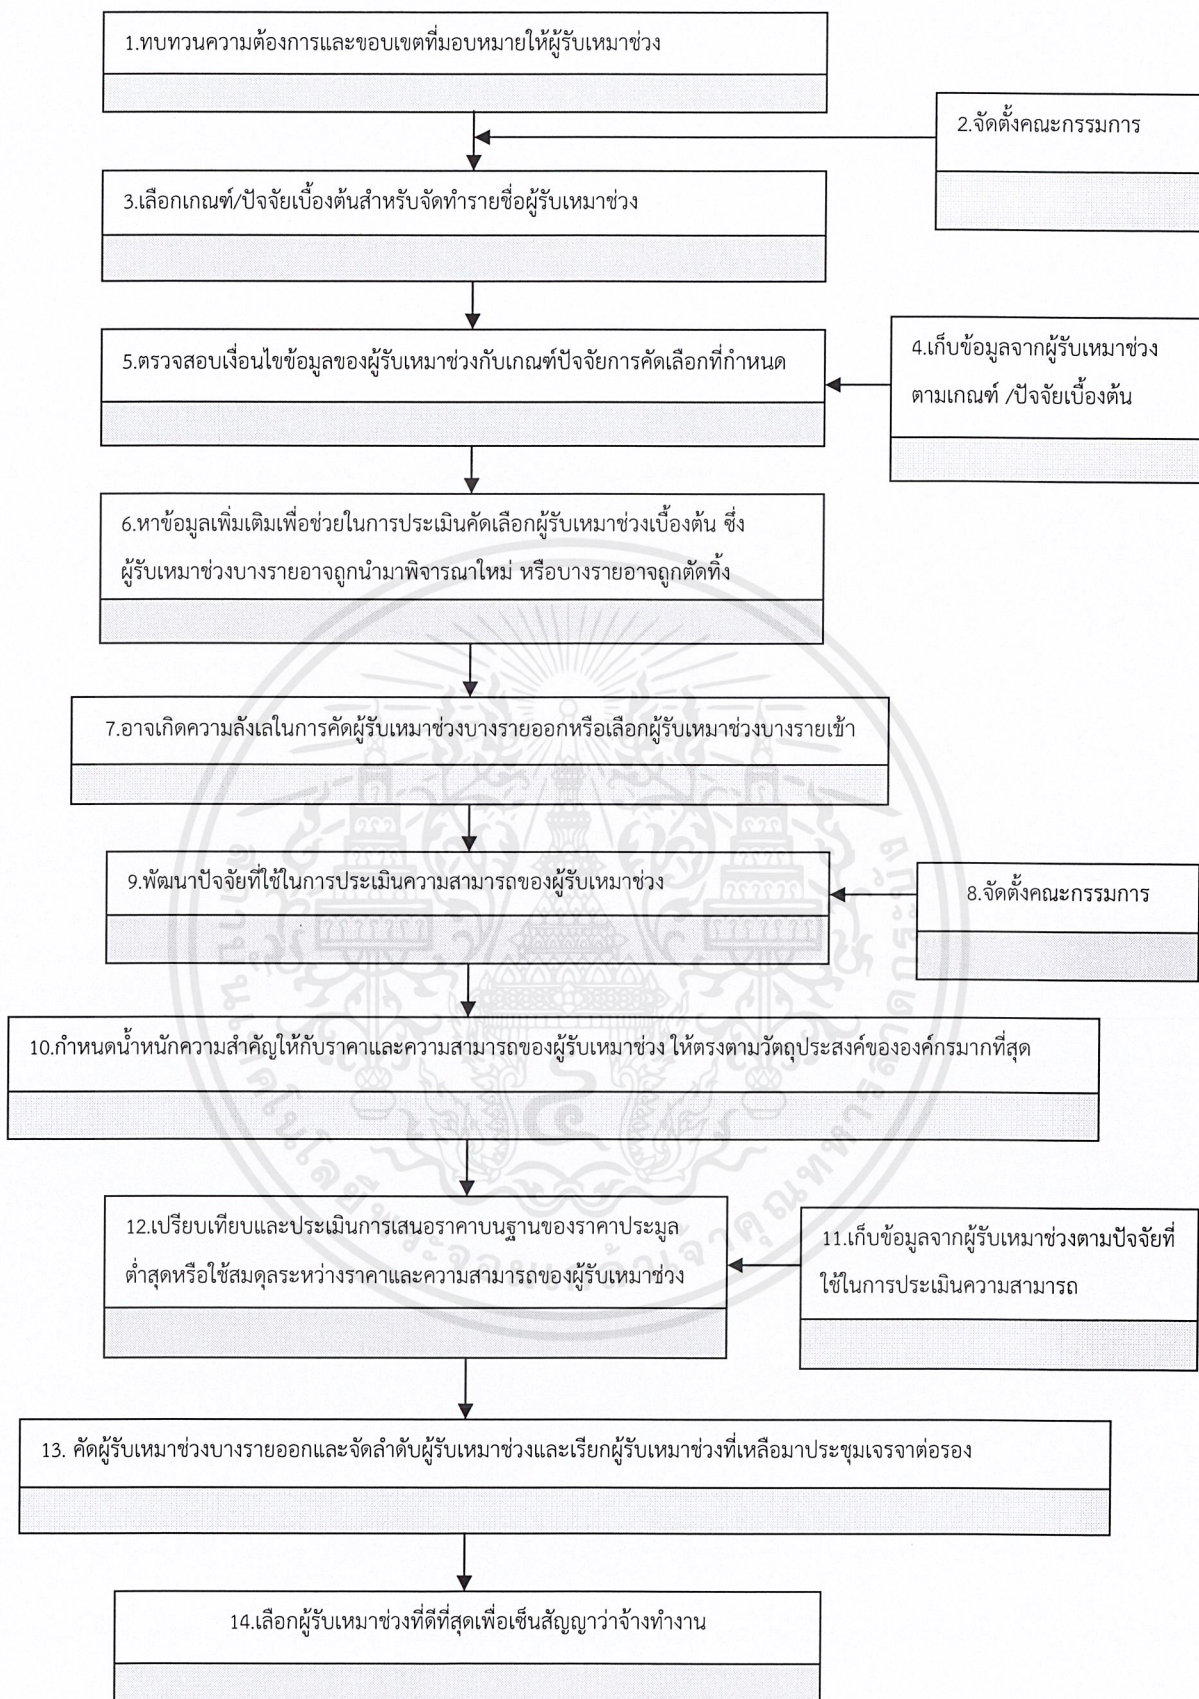 1.ทบทวนความต้องการและขอบเขตที่มอบหมายให้ผู้รับเหมาช่วง
2.จัดตั้งคณะกรรมการ
3.เลือกเกณฑ์/ปัจจัยเบื้องต้นสำหรับจัดทำรายชื่อผู้รับเหมาช่วง
4.เก็บข้อมูลจากผู้รับเหมาช่วง
ตามเกณฑ์ /ปัจจัยเบื้องต้น
5.ตรวจสอบเงื่อนไขข้อมูลของผู้รับเหมาช่วงกับเกณฑ์ปัจจัยการคัดเลือกที่กำหนด
6.หาข้อมูลเพิ่มเติมเพื่อช่วยในการประเมินคัดเลือกผู้รับเหมาช่วงเบื้องต้น ซึ่ง
ผู้รับเหมาช่วงบางรายอาจถูกนำมาพิจารณาใหม่ หรือบางรายอาจถูกตัดทิ้ง
7.อาจเกิดความลังเลในการคัดผู้รับเหมาช่วงบางรายออกหรือเลือกผู้รับเหมาช่วงบางรายเข้า
8.จัดตั้งคณะกรรมการ
9.พัฒนาปัจจัยที่ใช้ในการประเมินความสามารถของผู้รับเหมาช่วง
10.กำหนดน้ำหนักความสำคัญให้กับราคาและความสามารถของผู้รับเหมาช่วง ให้ตรงตามวัตถุประสงค์ขององค์กรมากที่สุด
11.เก็บข้อมูลจากผู้รับเหมาช่วงตามปัจจัยที่
ใช้ในการประเมินความสามารถ
12.เปรียบเทียบและประเมินการเสนอราคาบนฐานของราคาประมูล
ต่ำสุดหรือใช้สมดุลระหว่างราคาและความสามารถของผู้รับเหมาช่วง
13. คัดผู้รับเหมาช่วงบางรายออกและจัดลำดับผู้รับเหมาช่วงและเรียกผู้รับเหมาช่วงที่เหลือมาประชุมเจรจาต่อรอง
14.เลือกผู้รับเหมาช่วงที่ดีที่สุดเพื่อเซ็นสัญญาว่าจ้างทำงาน
สถาบันเทคโนโลยีพระจอมเกล้าเจ้าคุณทหารลาดกระบัง